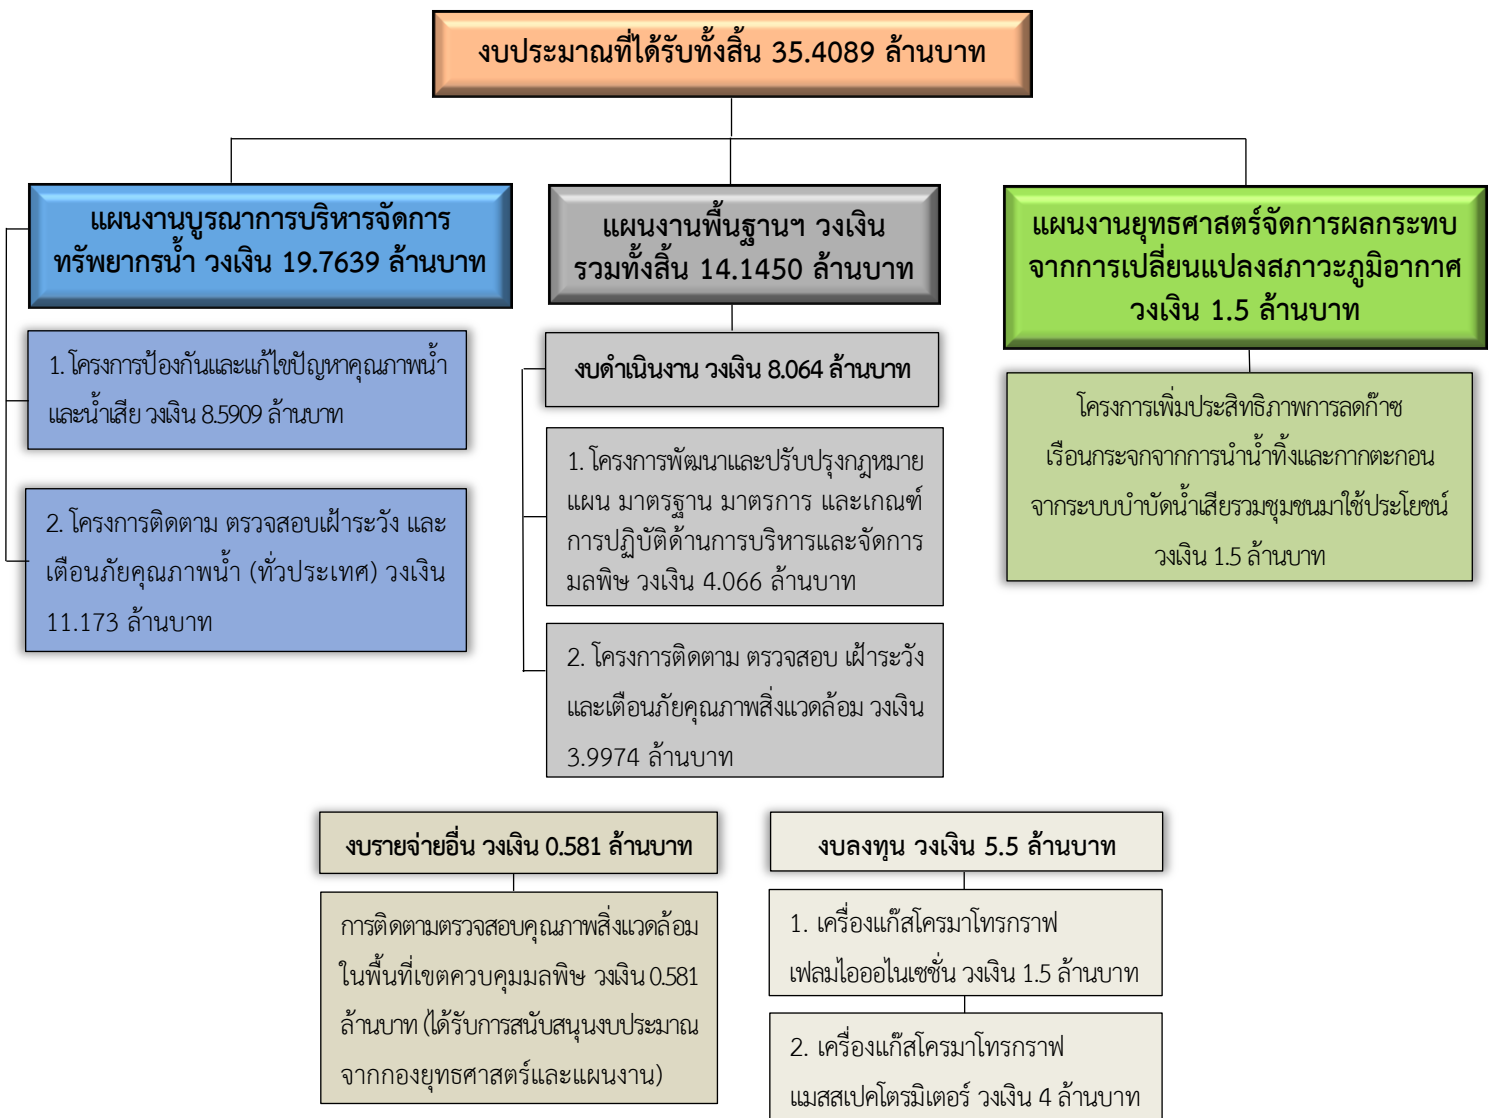 งบประมาณที่ได้รับทั้งสิ้น 35.4089 ล้านบาท
แผนงานบูรณาการบริหารจัดการ
ทรัพยากรน้ำ วงเงิน 19.7639 ล้านบาท
1. โครงการป้องกันและแก้ไขปัญหาคุณภาพน้ำ
และน้ำเสีย วงเงิน 8.5909 ล้านบาท
2. โครงการติดตาม ตรวจสอบเฝ้าระวัง และ
เตือนภัยคุณภาพน้ำ (ทั่วประเทศ) วงเงิน
11.173 ล้านบาท
แผนงานพื้นฐานฯ วงเงิน
รวมทั้งสิ้น 14.1450 ล้านบาท
งบดำเนินงาน วงเงิน 8.064 ล้านบาท
1. โครงการพัฒนาและปรับปรุงกฎหมาย
แผน มาตรฐาน มาตรการ และเกณฑ์
การปฏิบัติด้านการบริหารและจัดการ
มลพิษ วงเงิน 4.066 ล้านบาท
2. โครงการติดตาม ตรวจสอบ เฝ้าระวัง
และเตือนภัยคุณภาพสิ่งแวดล้อม วงเงิน
3.9974 ล้านบาท
แผนงานยุทธศาสตร์จัดการผลกระทบ
จากการเปลี่ยนแปลงสภาวะภูมิอากาศ
วงเงิน 1.5 ล้านบาท
โครงการเพิ่มประสิทธิภาพการลดก๊าซ
เรือนกระจกจากการนำน้ำทิ้งและกากตะกอน
จากระบบบำบัดน้ำเสียรวมชุมชนมาใช้ประโยชน์
วงเงิน 1.5 ล้านบาท
งบรายจ่ายอื่น วงเงิน 0.581 ล้านบาท
การติดตามตรวจสอบคุณภาพสิ่งแวดล้อม
ในพื้นที่เขตควบคุมมลพิษ วงเงิน 0.581
ล้านบาท (ได้รับการสนับสนุนงบประมาณ
จากกองยุทธศาสตร์และแผนงาน)
งบลงทุน วงเงิน 5.5 ล้านบาท
1. เครื่องแก๊สโครมาโทรกราฟ
เฟลมไอออไนเซชั่น วงเงิน 1.5 ล้านบาท
2. เครื่องแก๊สโครมาโทรกราฟ
แมสสเปคโตรมิเตอร์ วงเงิน 4 ล้านบาท